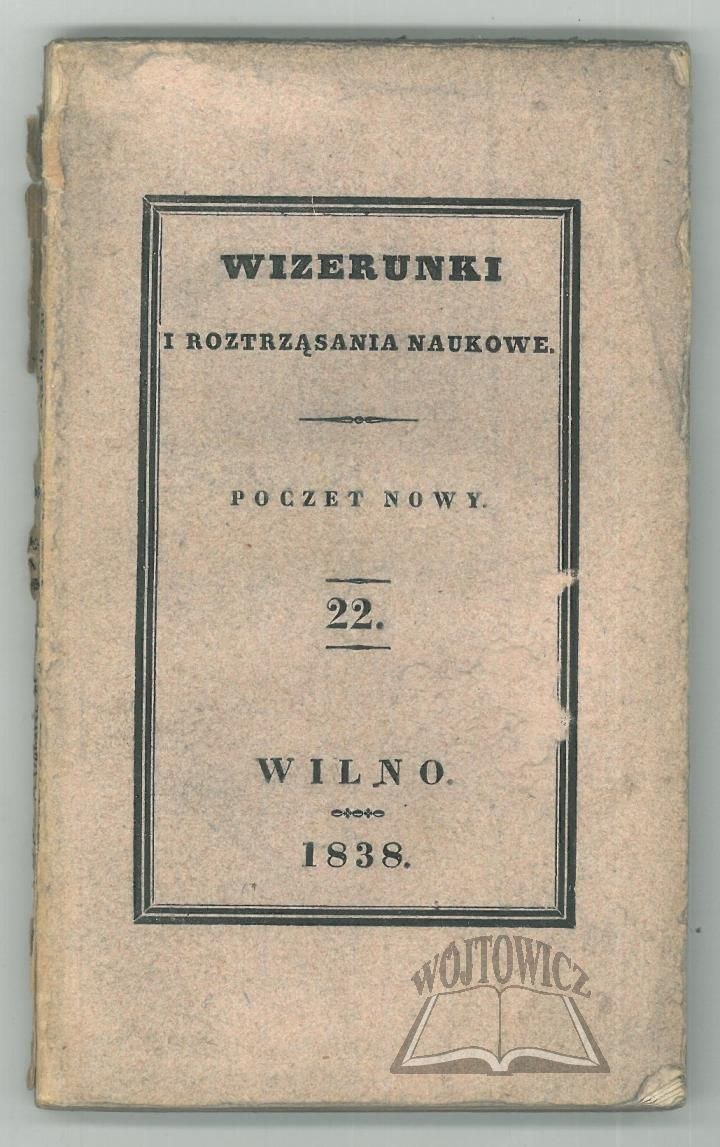 WIZERUNKI
I ROZTRZĄSANIA NAUKOWE.
POCZET NOWY.
22.
WILNO.
1838.
WÓJTOWICZ